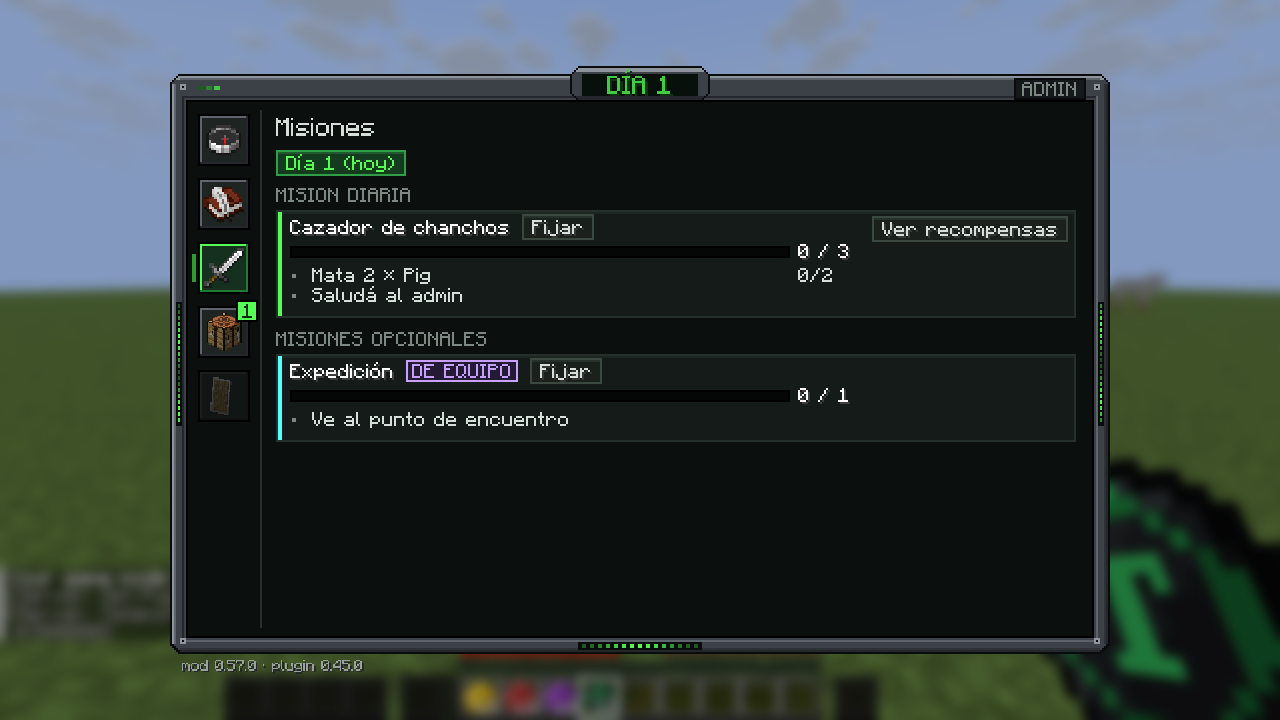 DÍA 1
ADMIN
Misiones
Día 1 (hoy)
MISION DIARIA
Cazador de chanchos Fijar Ver recompensas
0 / 3
• Mata 2 × Pig 0/2
• Saludá al admin
1
MISIONES OPCIONALES
Expedición DE EQUIPO Fijar
0 / 1
• Ve al punto de encuentro
mod 0.57.0 · plugin 0.45.0